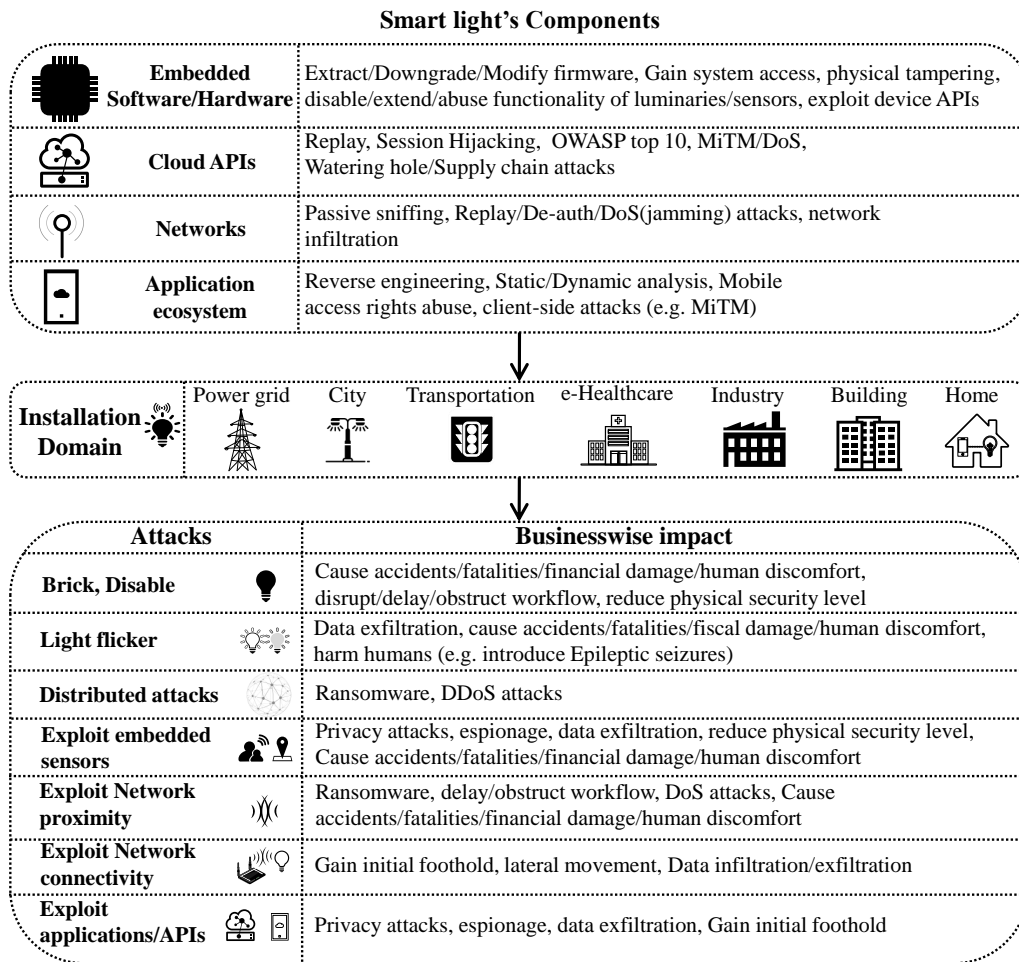 Smart light's Components
Embedded
Software/Hardware
Extract/Downgrade/Modify firmware, Gain system access, physical tampering,
disable/extend/abuse functionality of luminaries/sensors, exploit device APIs
Cloud APIs
Replay, Session Hijacking, OWASP top 10, MiTM/DoS,
Watering hole/Supply chain attacks
Networks
Passive sniffing, Replay/De-auth/DoS(jamming) attacks, network
infiltration
Application
ecosystem
Reverse engineering, Static/Dynamic analysis, Mobile
access rights abuse, client-side attacks (e.g. MiTM)
Installation
Domain
Power grid
City
Transportation
e-Healthcare
Industry
Building
Home
Attacks
Businesswise impact
Brick, Disable
Cause accidents/fatalities/financial damage/human discomfort,
disrupt/delay/obstruct workflow, reduce physical security level
Light flicker
Data exfiltration, cause accidents/fatalities/fiscal damage/human discomfort,
harm humans (e.g. introduce Epileptic seizures)
Distributed attacks
Ransomware, DDoS attacks
Exploit embedded
sensors
Privacy attacks, espionage, data exfiltration, reduce physical security level,
Cause accidents/fatalities/financial damage/human discomfort
Exploit Network
proximity
Ransomware, delay/obstruct workflow, DoS attacks, Cause
accidents/fatalities/financial damage/human discomfort
Exploit Network
connectivity
Gain initial foothold, lateral movement, Data infiltration/exfiltration
Exploit
applications/APIs
Privacy attacks, espionage, data exfiltration, Gain initial foothold